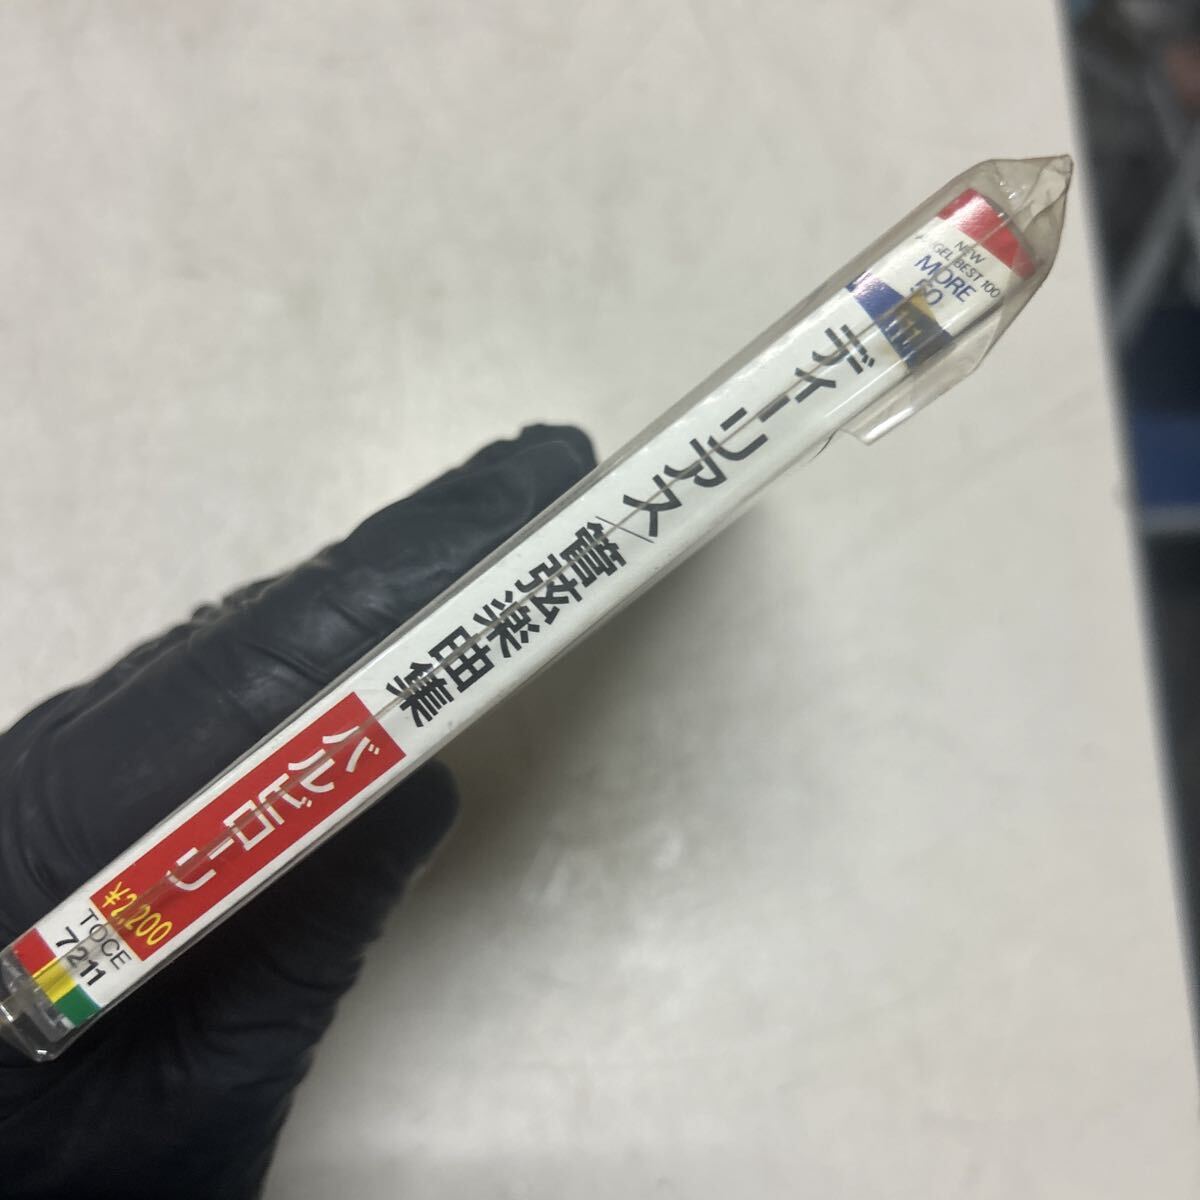 NEW
ANGEL BEST 100
MORE
50
111
ディーリアス/管弦楽曲集
バルビローリ
¥2,200
TOCE
7211